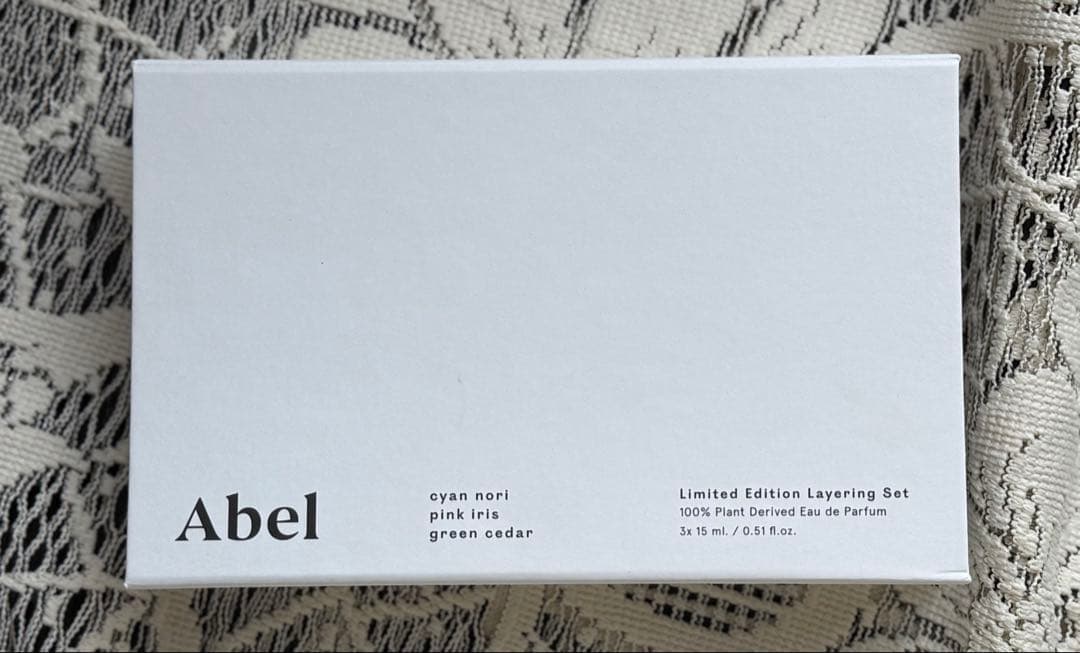 Abel
cyan nori
pink iris
green cedar
Limited Edition Layering Set
100% Plant Derived Eau de Parfum
3x 15 ml. / 0.51 fl.oz.